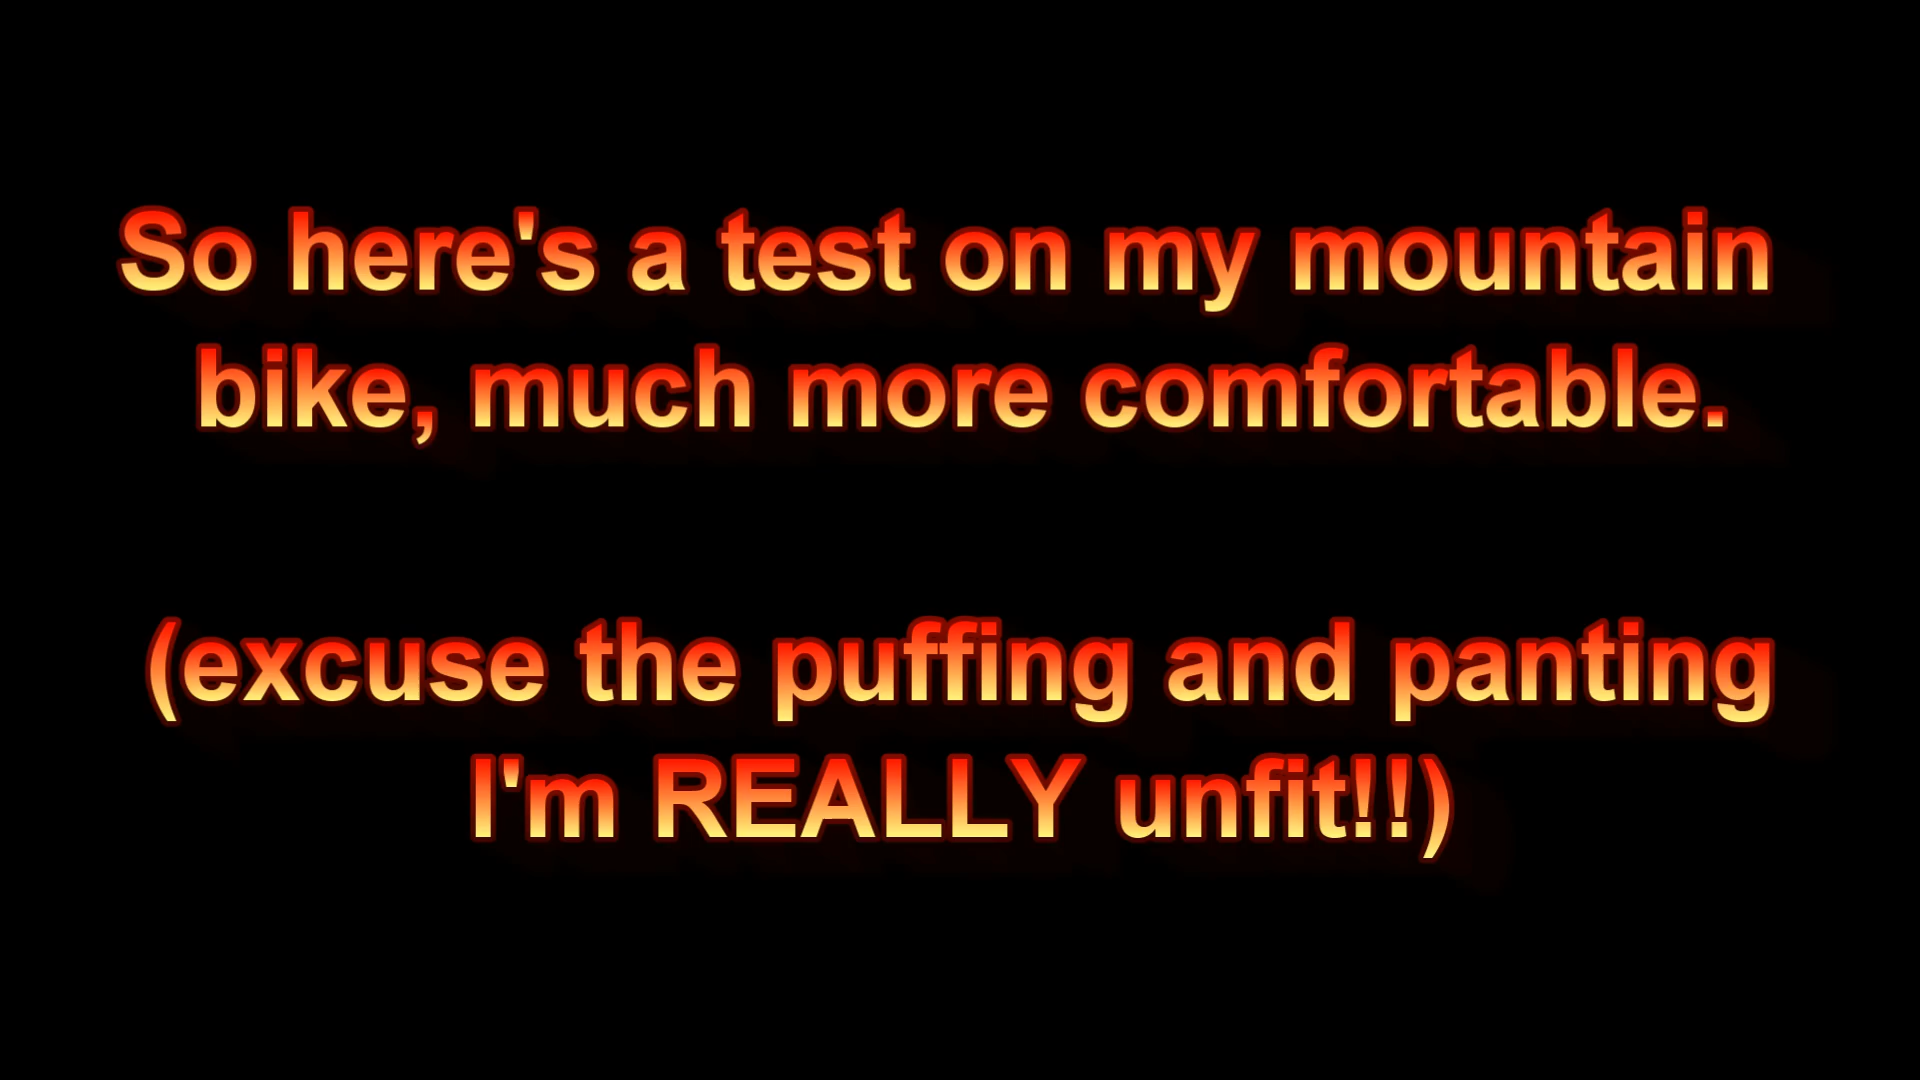 So here's a test on my mountain
bike, much more comfortable.
(excuse the puffing and panting
I'm REALLY unfit!!)